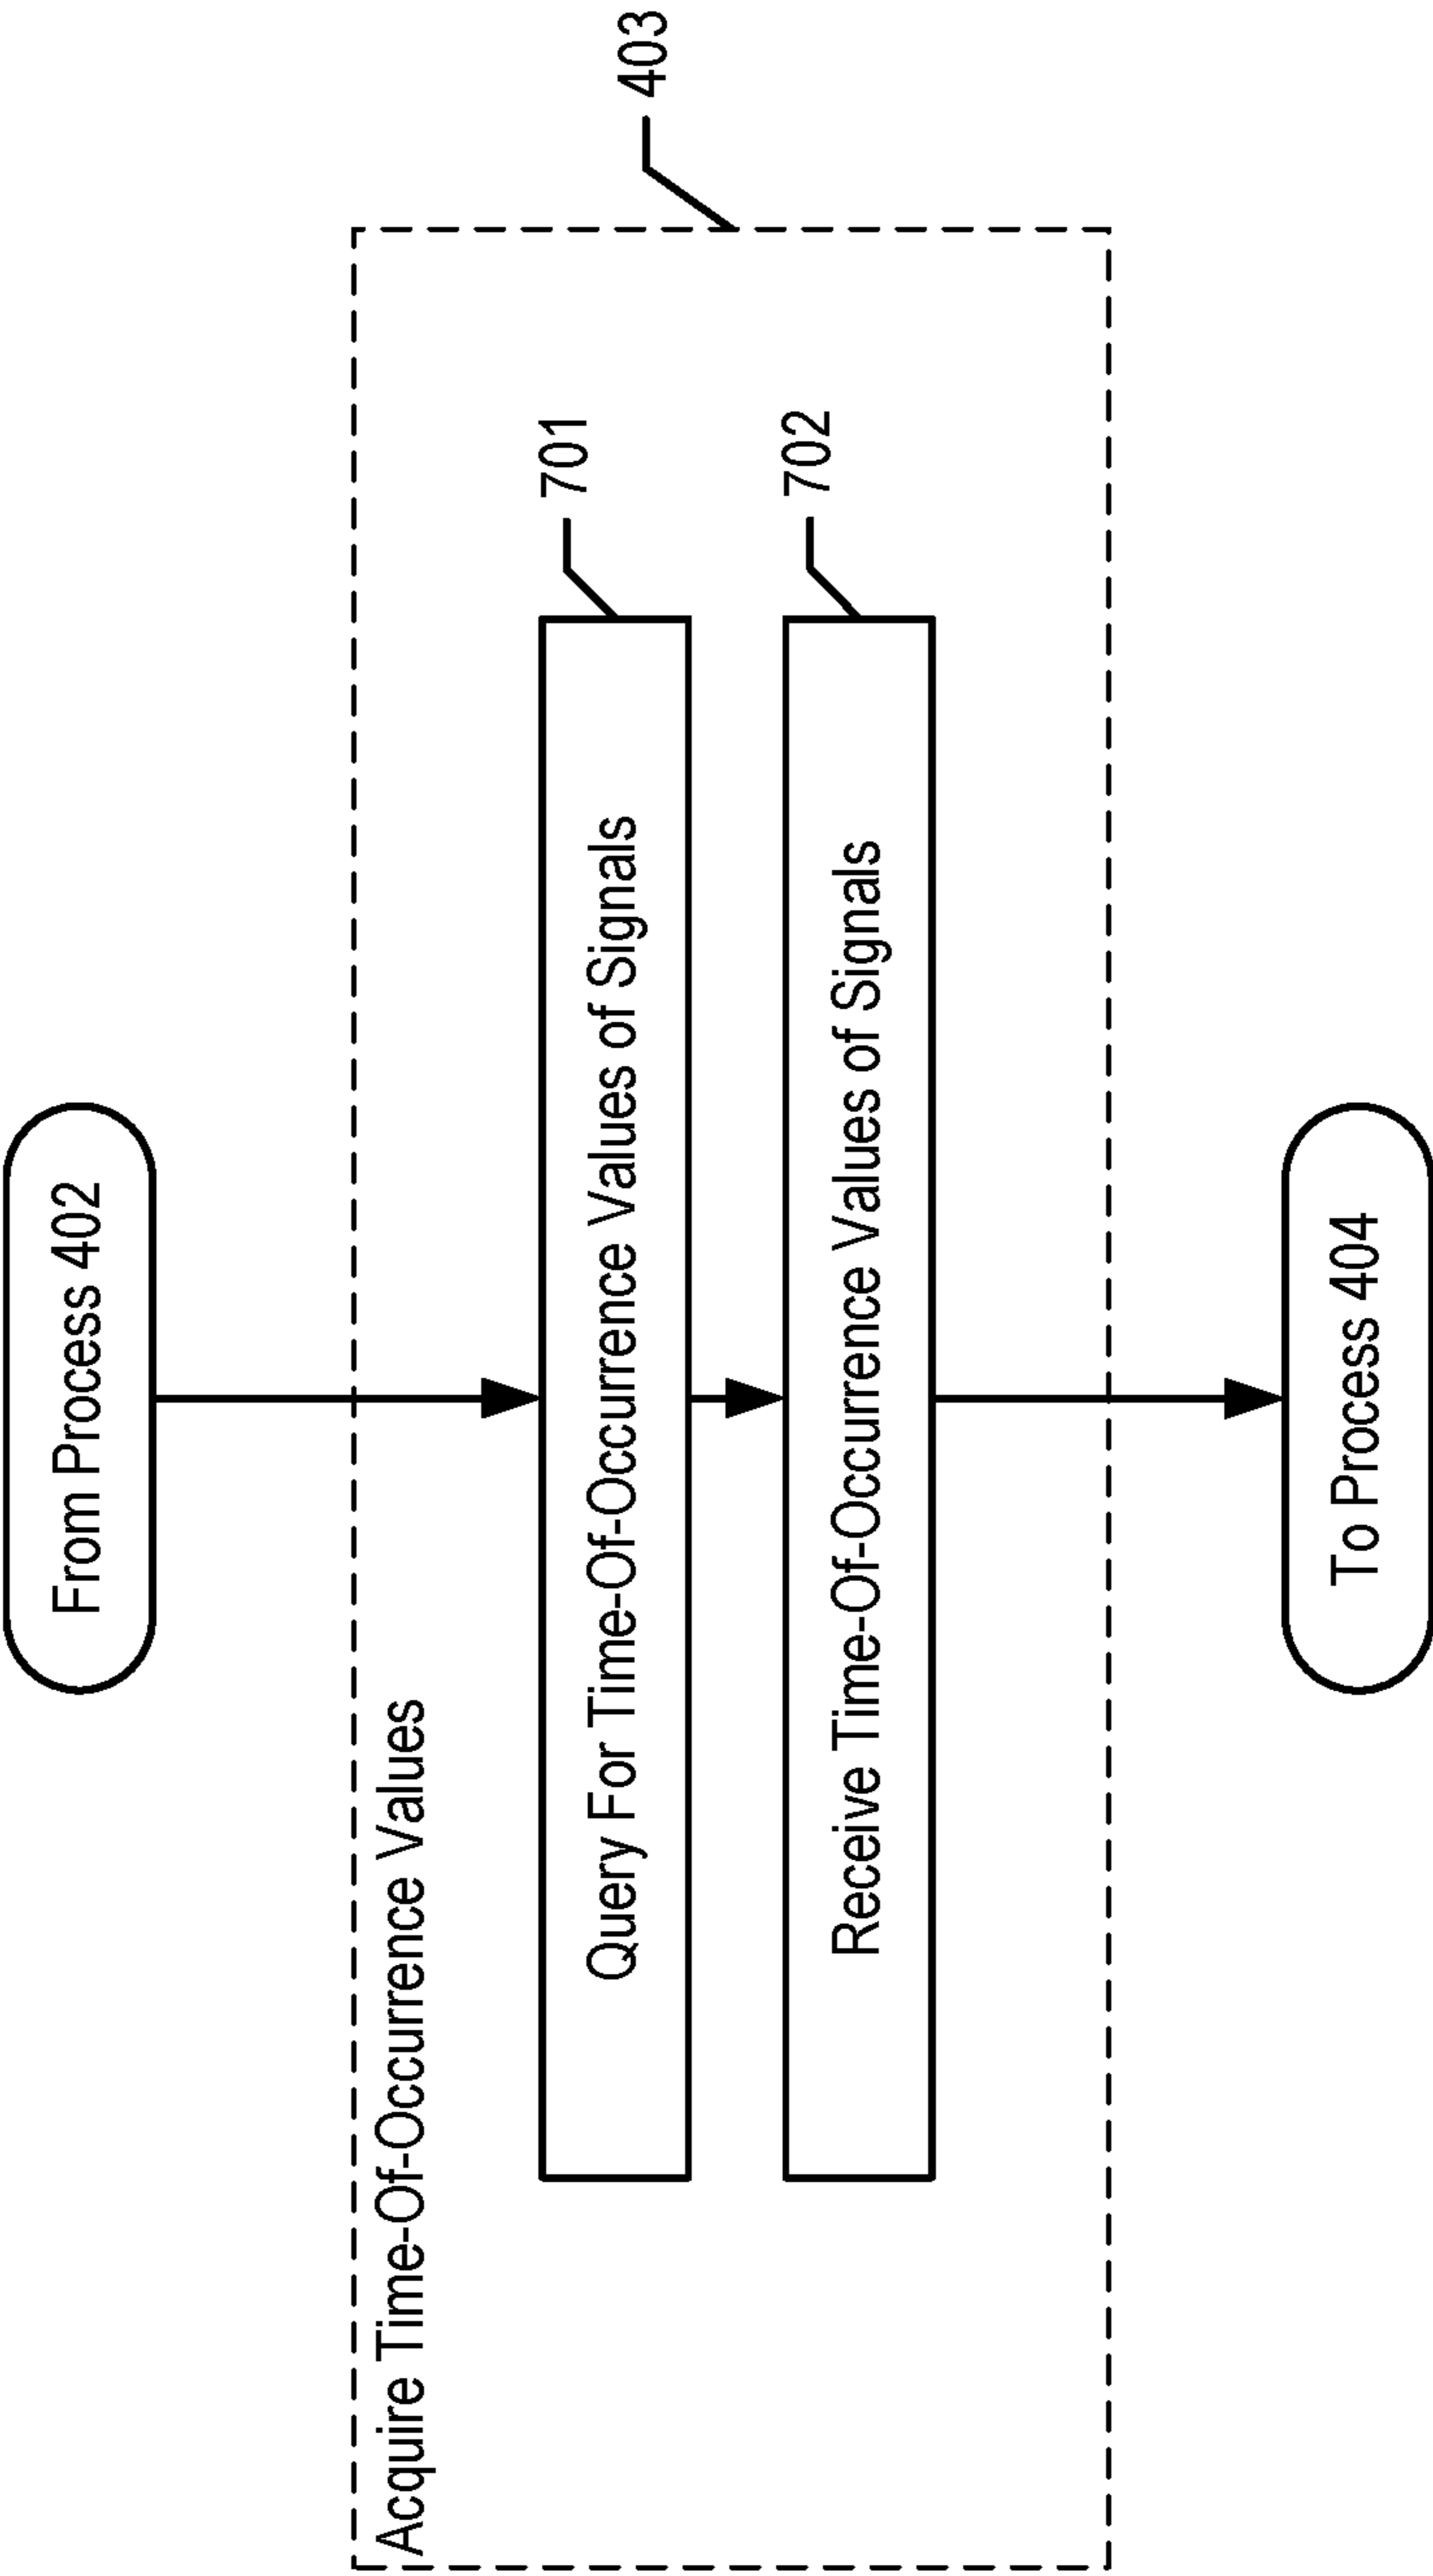 From Process 402
Acquire Time-Of-Occurrence Values
403
701
Query For Time-Of-Occurrence Values of Signals
702
Receive Time-Of-Occurrence Values of Signals
To Process 404